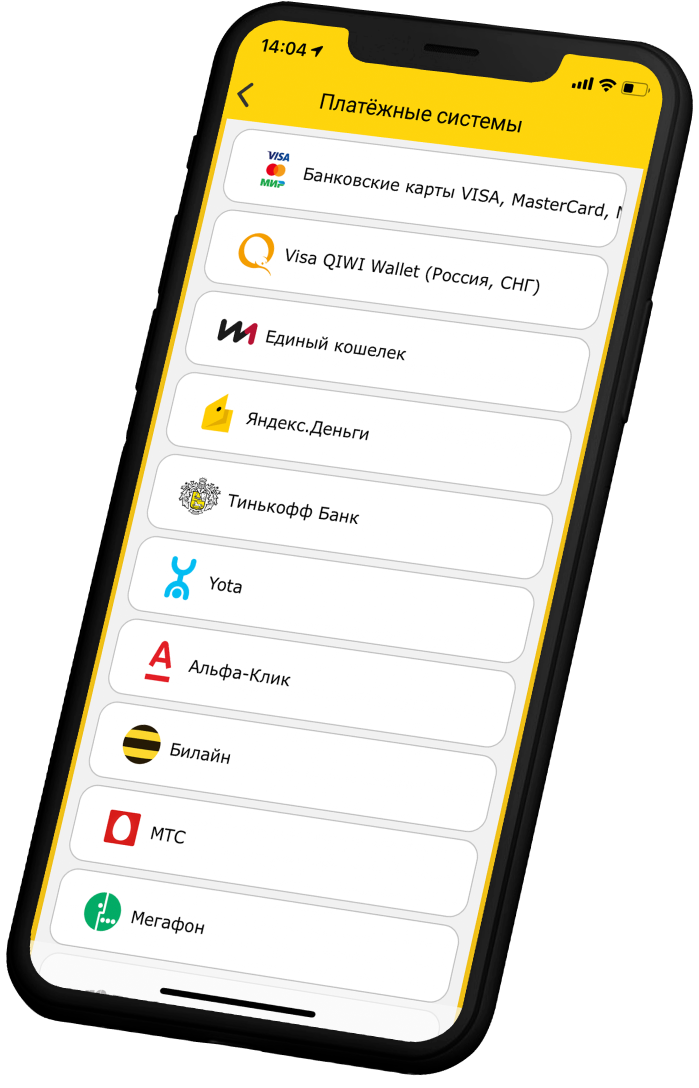 14:04
Платёжные системы
VISA
МИР
Банковские карты VISA, MasterCard,
Visa QIWI Wallet (Россия, СНГ)
Единый кошелек
Яндекс.Деньги
Тинькофф Банк
Yota
Альфа-Клик
Билайн
МТС
Мегафон